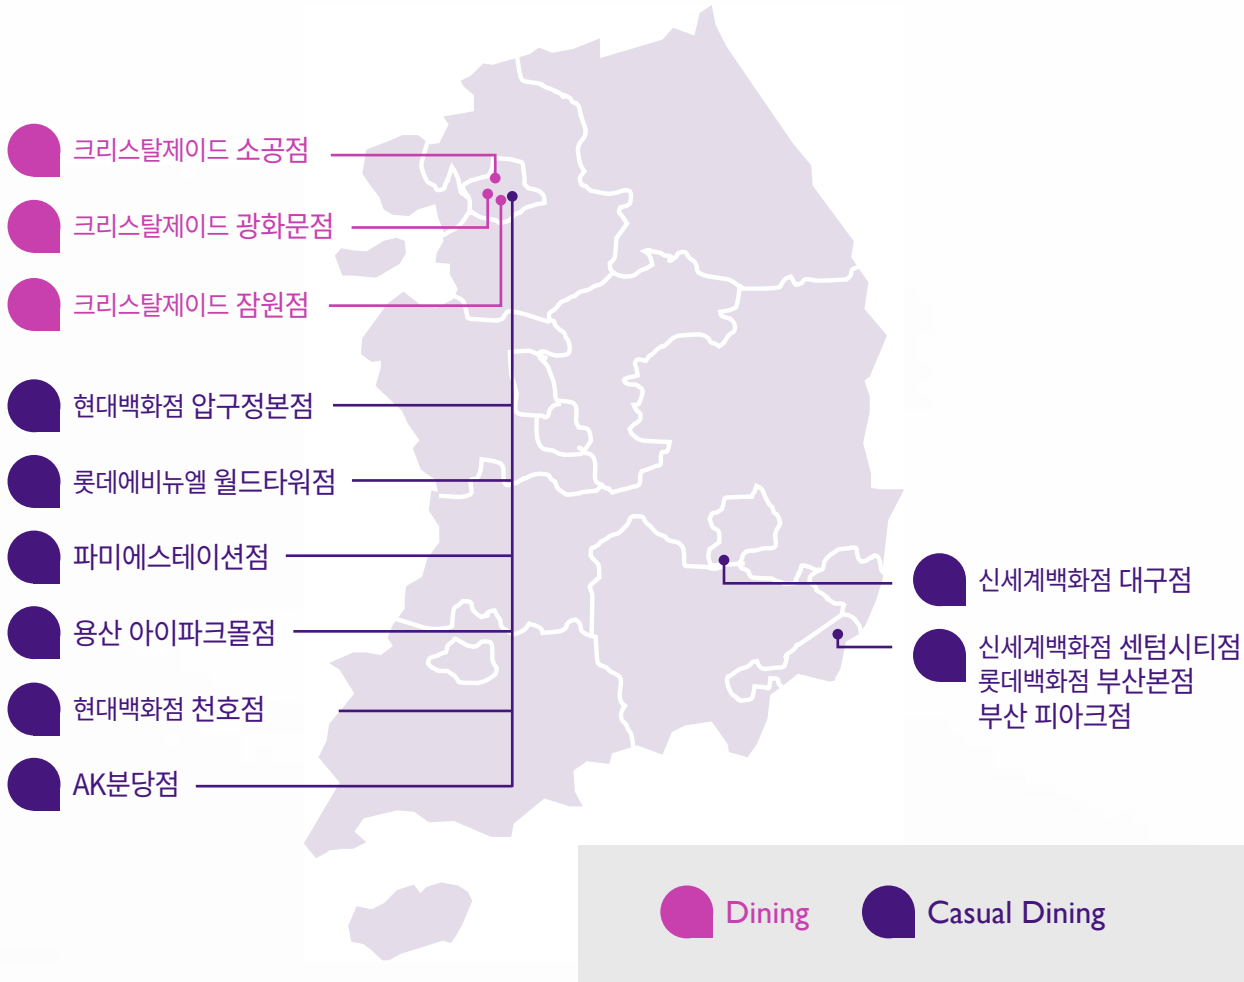 크리스탈제이드 소공점
크리스탈제이드 광화문점
크리스탈제이드 잠원점
현대백화점 압구정본점
롯데에비뉴엘 월드타워점
파미에스테이션점
용산 아이파크몰점
현대백화점 천호점
AK분당점
신세계백화점 대구점
신세계백화점 센텀시티점
롯데백화점 부산본점
부산 피아크점
Dining
Casual Dining